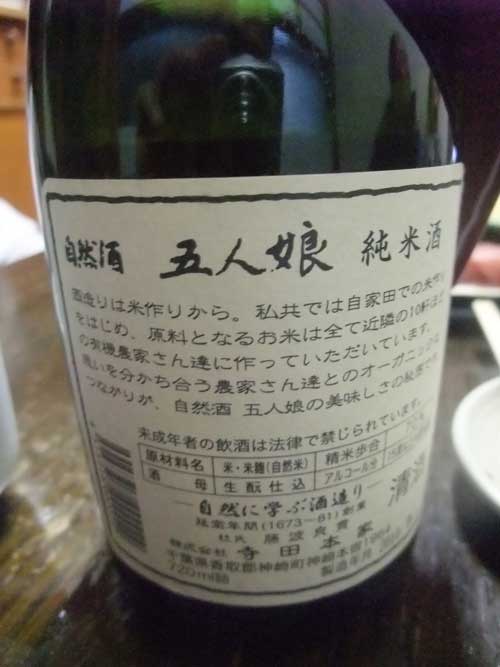 自然酒 五人娘 純米酒
酒造りは米作りから。私共では自家田での米作り
をはじめ、原料となるお米は全て近隣の10軒ほど
の有機農家さん達に作っていただいています。
思いを分かち合う農家さん達とのオーガニックな
つながりが、自然酒 五人娘の美味しさの秘密です。
未成年者の飲酒は法律で禁じられています。
原材料名 米・米麹(自然米) 精米歩合 70%
酒母 生酛仕込 アルコール分
自然に学ぶ酒造り 清酒
延宝年間(1673―81)創業
杜氏 藤波良貫
株式会社 寺田本家
千葉県香取郡神崎町神崎本宿1964
720ml詰 製造年月